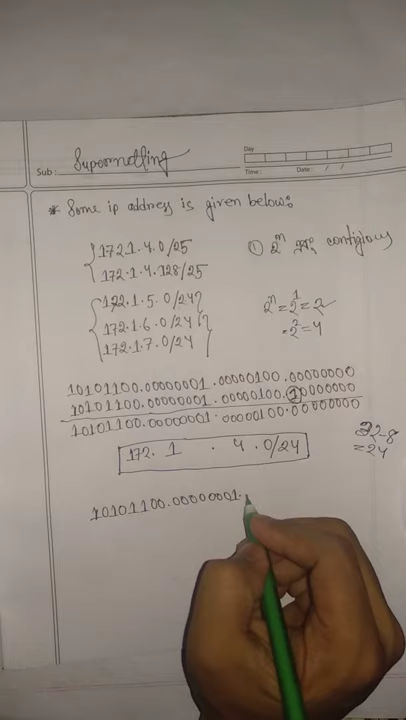 Day
Sub: Supernetting
Time: Date: / /
* Some ip address is given below:
172.1.4.0/25
172.1.4.128/25
172.1.5.0/24
172.1.6.0/24
172.1.7.0/24
① 2ⁿ contigious
2ⁿ = 2¹ = 2
= 2² = 4
10101100.00000001.00000100.00000000
10101100.00000001.00000100.10000000
10101100.00000001.00000100.00000000
172. 1 . 4 .0/24
32-8
=24
10101100.00000001.